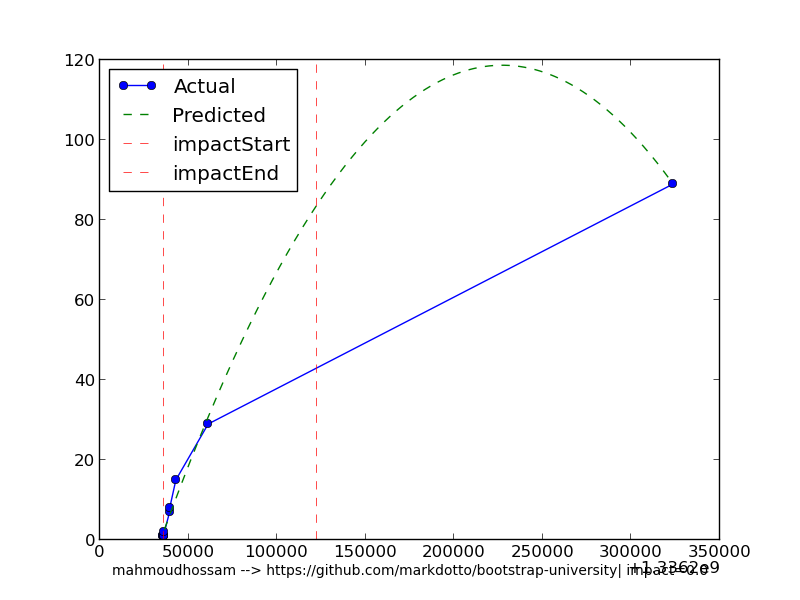 120
100
80
60
40
20
0
Actual
Predicted
impactStart
impactEnd
0 50000 100000 150000 200000 250000 300000 350000
+1.3362e9
mahmoudhossam --> https://github.com/markdotto/bootstrap-university| impact=0.0